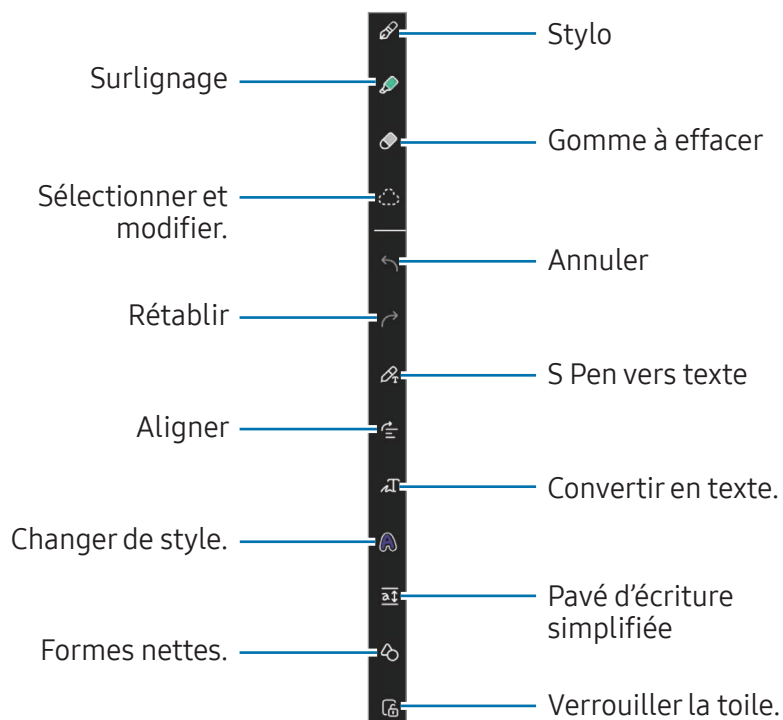 Stylo
Surlignage
Gomme à effacer
Sélectionner et
modifier.
Annuler
Rétablir
S Pen vers texte
Aligner
Convertir en texte.
Changer de style.
Pavé d’écriture
simplifiée
Formes nettes.
Verrouiller la toile.